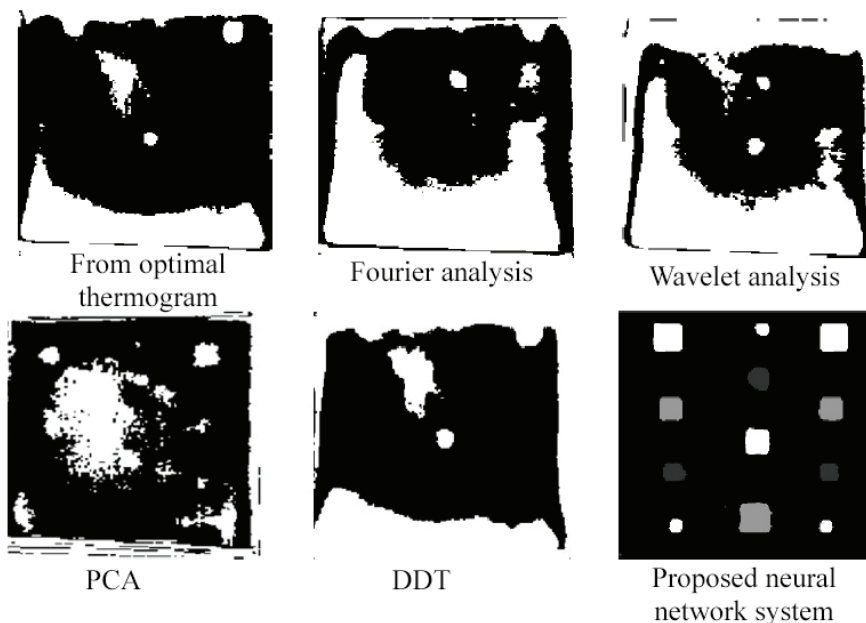 From optimal
thermogram
Fourier analysis
Wavelet analysis
PCA
DDT
Proposed neural
network system